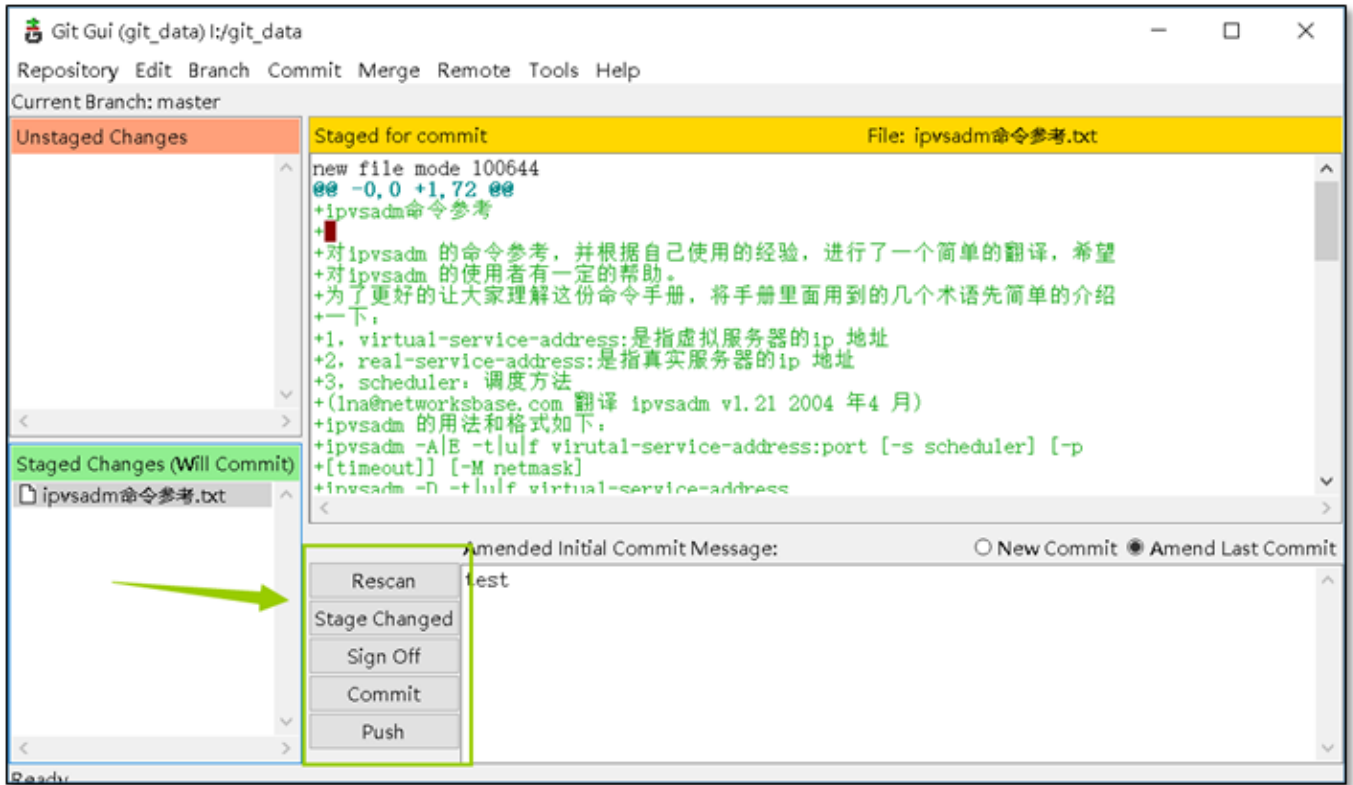 Git Gui (git_data) I:/git_data
Repository Edit Branch Commit Merge Remote Tools Help
Current Branch: master
Unstaged Changes
Staged for commit File: ipvsadm命令参考.txt
new file mode 100644
@@ -0,0 +1,72 @@
+ipvsadm命令参考
+
+对ipvsadm 的命令参考，并根据自己使用的经验，进行了一个简单的翻译，希望
+对ipvsadm 的使用者有一定的帮助。
+为了更好的让大家理解这份命令手册，将手册里面用到的几个术语先简单的介绍
+一下：
+1，virtual-service-address:是指虚拟服务器的ip 地址
+2，real-service-address:是指真实服务器的ip 地址
+3，scheduler：调度方法
+(lna@networksbase.com 翻译 ipvsadm v1.21 2004 年4 月)
+ipvsadm 的用法和格式如下：
+ipvsadm -A|E -t|u|f virutal-service-address:port [-s scheduler] [-p
+[timeout]] [-M netmask]
+ipvsadm -D -t|u|f virtual-service-address
Staged Changes (Will Commit)
ipvsadm命令参考.txt
Amended Initial Commit Message: New Commit Amend Last Commit
test
Rescan
Stage Changed
Sign Off
Commit
Push
Ready